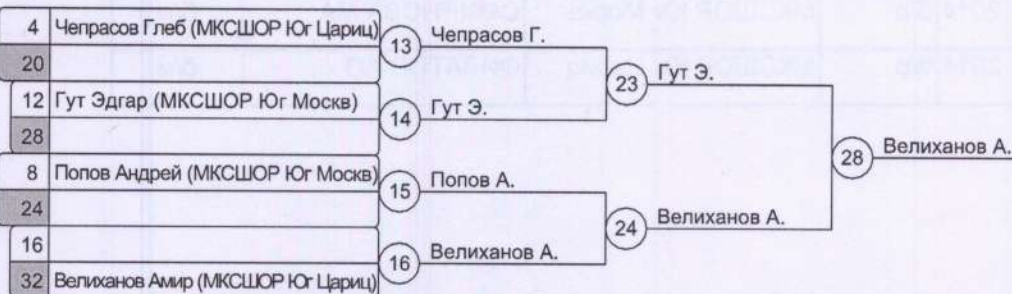 4 Чепрасов Глеб (МКСШОР Юг Цариц)
20
12 Гут Эдгар (МКСШОР Юг Москв)
28
8 Попов Андрей (МКСШОР Юг Москв)
24
16
32 Велиханов Амир (МКСШОР Юг Цариц)
13 Чепрасов Г.
14 Гут Э.
15 Попов А.
16 Велиханов А.
23 Гут Э.
24 Велиханов А.
28 Велиханов А.